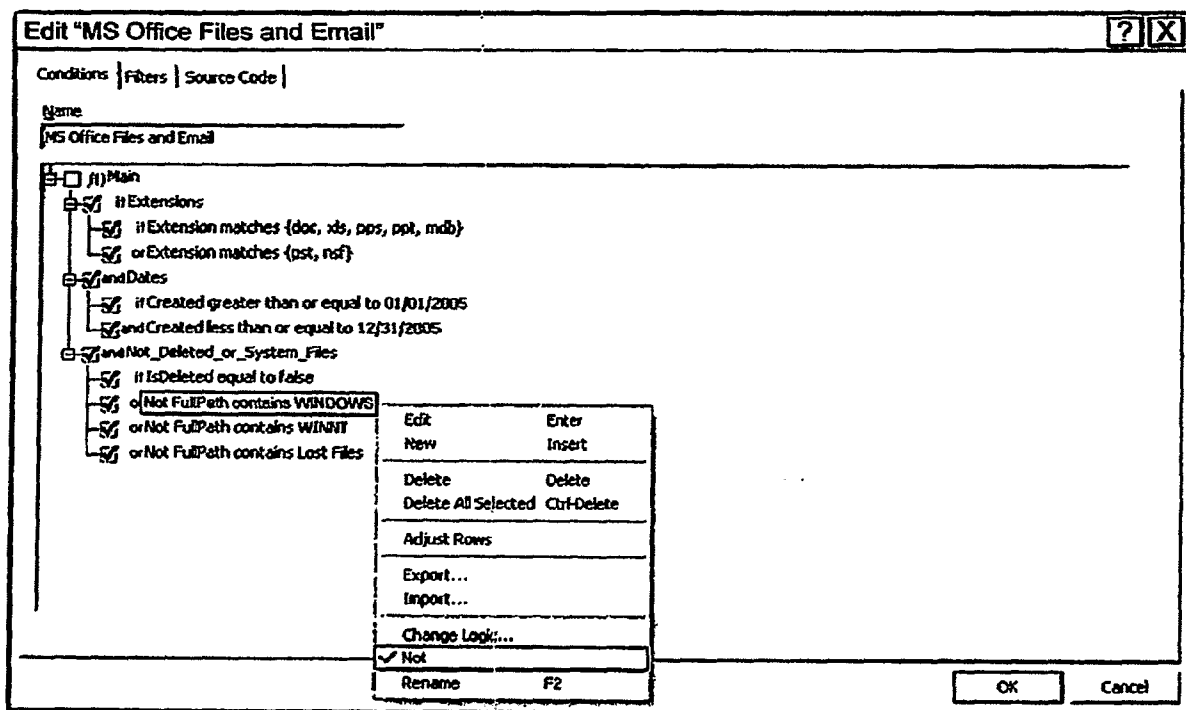 Edit "MS Office Files and Email" ? X
Conditions Filters Source Code
Name
MS Office Files and Email
f() Main
if Extensions
if Extension matches {doc, xls, pps, ppt, mdb}
or Extension matches {pst, nsf}
and Dates
if Created greater than or equal to 01/01/2005
and Created less than or equal to 12/31/2005
and Not_Deleted_or_System_Files
if IsDeleted equal to false
or Not FullPath contains WINDOWS
or Not FullPath contains WINNT
or Not FullPath contains Lost Files
Edit Enter
New Insert
Delete Delete
Delete All Selected Ctrl-Delete
Adjust Rows
Export...
Import...
Change Logic...
Not
Rename F2
OK Cancel